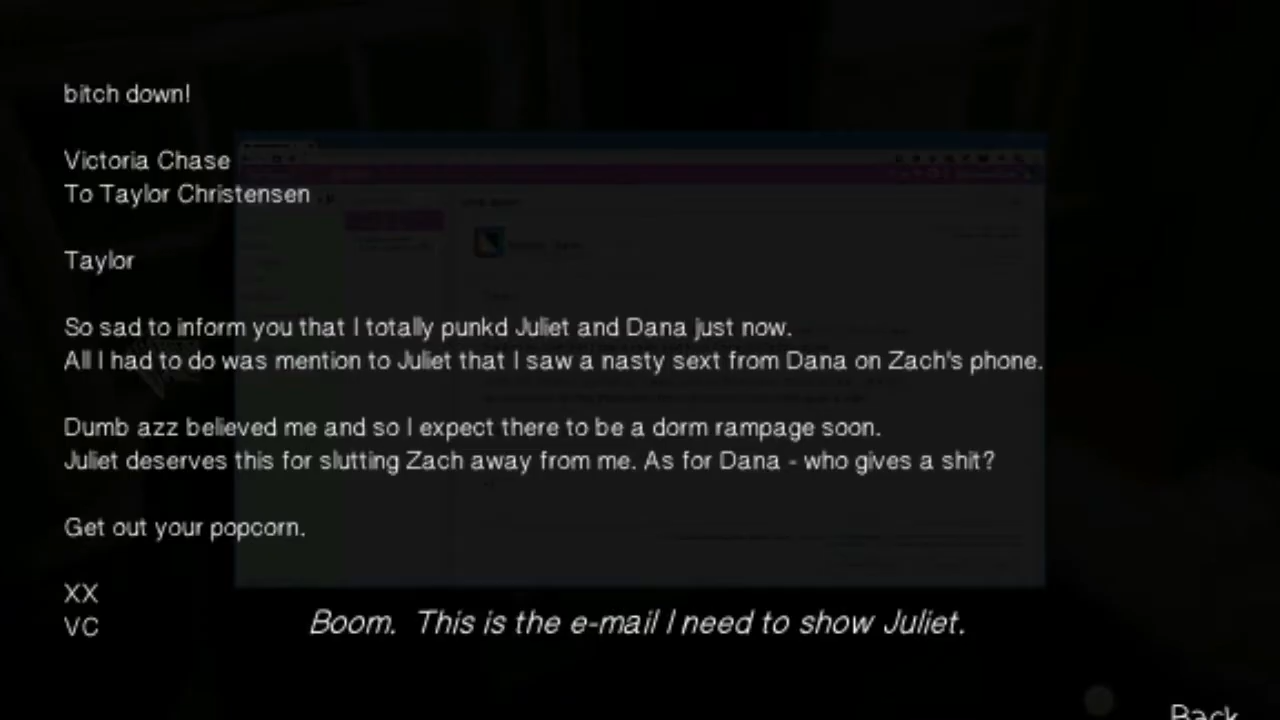 bitch down!
Victoria Chase
To Taylor Christensen
Taylor
So sad to inform you that I totally punkd Juliet and Dana just now.
All I had to do was mention to Juliet that I saw a nasty sext from Dana on Zach's phone.
Dumb azz believed me and so I expect there to be a dorm rampage soon.
Juliet deserves this for slutting Zach away from me. As for Dana - who gives a shit?
Get out your popcorn.
XX
VC
Boom. This is the e-mail I need to show Juliet.
Back